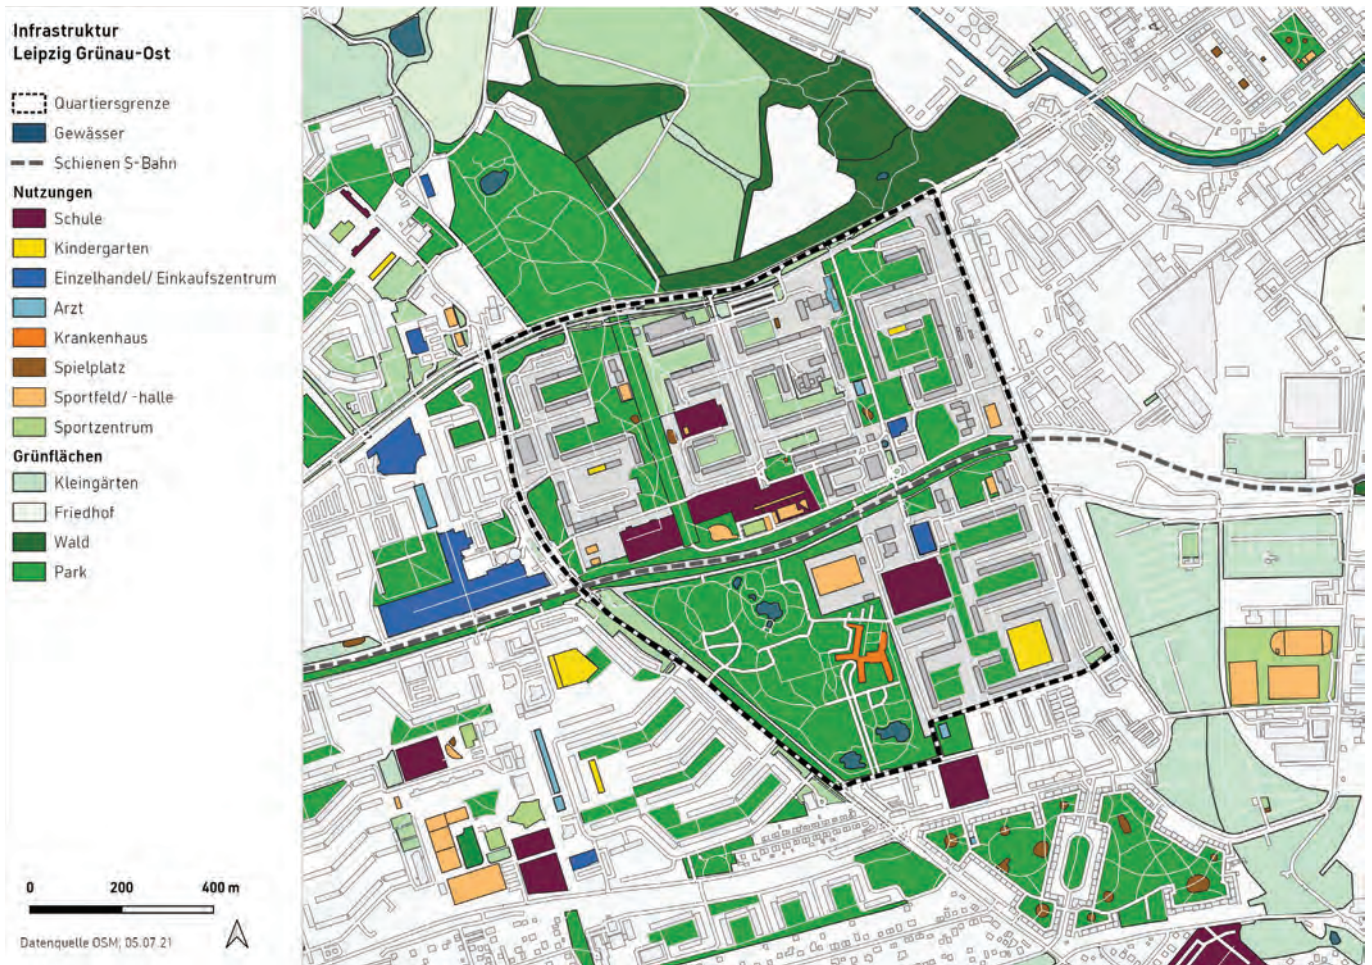 Infrastruktur
Leipzig Grünau-Ost
Quartiersgrenze
Gewässer
Schienen S-Bahn
Nutzungen
Schule
Kindergarten
Einzelhandel/ Einkaufszentrum
Arzt
Krankenhaus
Spielplatz
Sportfeld/ -halle
Sportzentrum
Grünflächen
Kleingärten
Friedhof
Wald
Park
0 200 400 m
Datenquelle OSM; 05.07.21